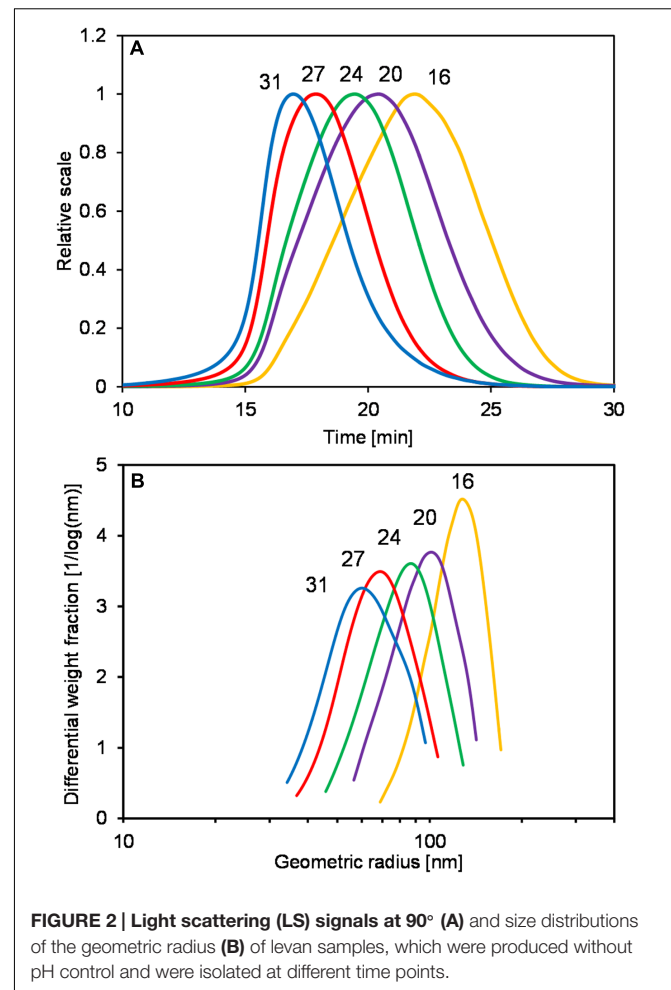 1.2
A
31 27 24 20 16
1
0.8
0.6
0.4
0.2
0
Relative scale
10 15 20 25 30
Time [min]
5
B
16
20
24
27
31
4
3
2
1
0
Differential weight fraction [1/log(nm)]
10 100
Geometric radius [nm]
FIGURE 2 | Light scattering (LS) signals at 90° (A) and size distributions
of the geometric radius (B) of levan samples, which were produced without
pH control and were isolated at different time points.